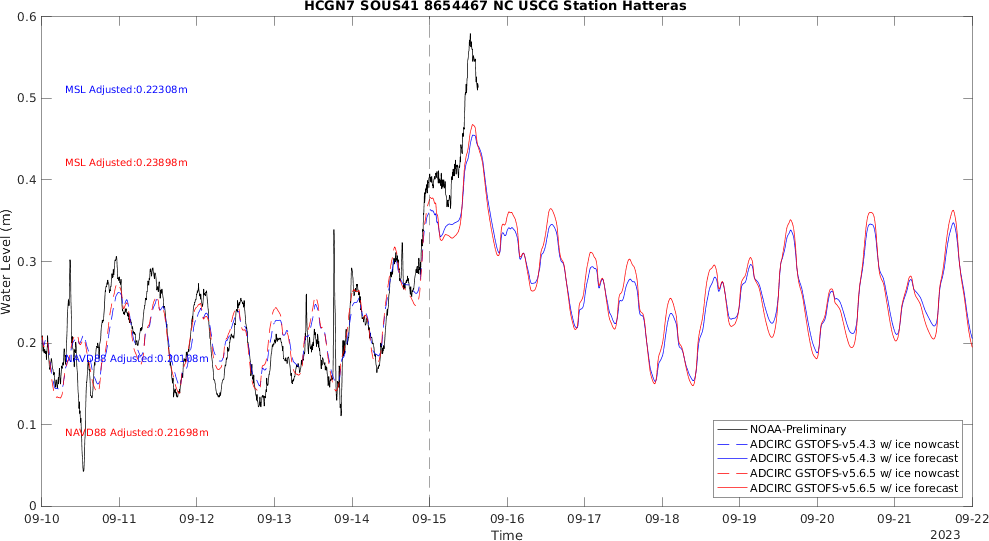 HCGN7 SOUS41 8654467 NC USCG Station Hatteras
0.6
0.5
0.4
0.3
0.2
0.1
0
Water Level (m)
MSL Adjusted:0.22308m
MSL Adjusted:0.23898m
NAVD88 Adjusted:0.20108m
NAVD88 Adjusted:0.21698m
NOAA-Preliminary
ADCIRC GSTOFS-v5.4.3 w/ ice nowcast
ADCIRC GSTOFS-v5.4.3 w/ ice forecast
ADCIRC GSTOFS-v5.6.5 w/ ice nowcast
ADCIRC GSTOFS-v5.6.5 w/ ice forecast
09-10 09-11 09-12 09-13 09-14 09-15 09-16 09-17 09-18 09-19 09-20 09-21 09-22
Time
2023